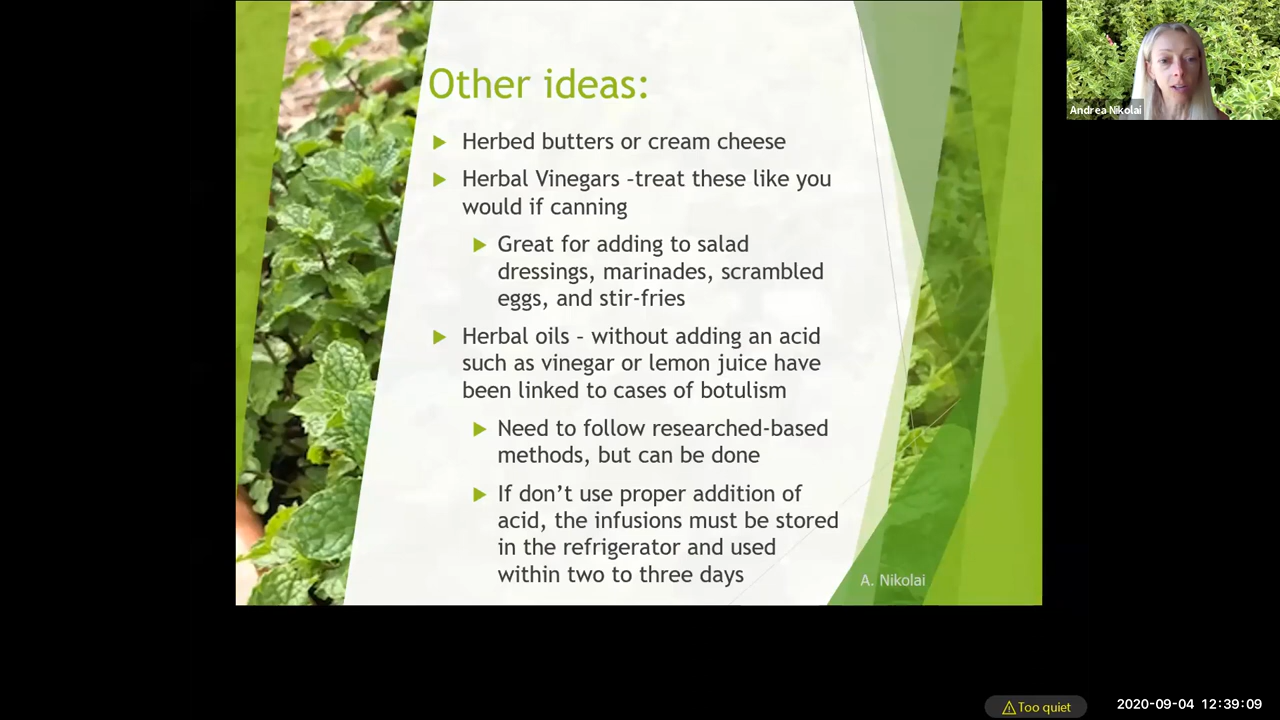 Other ideas:
Herbed butters or cream cheese
Herbal Vinegars -treat these like you
would if canning
Great for adding to salad
dressings, marinades, scrambled
eggs, and stir-fries
Herbal oils - without adding an acid
such as vinegar or lemon juice have
been linked to cases of botulism
Need to follow researched-based
methods, but can be done
If don’t use proper addition of
acid, the infusions must be stored
in the refrigerator and used
within two to three days
A. Nikolai
Andrea Nikolai
Too quiet
2020-09-04 12:39:09